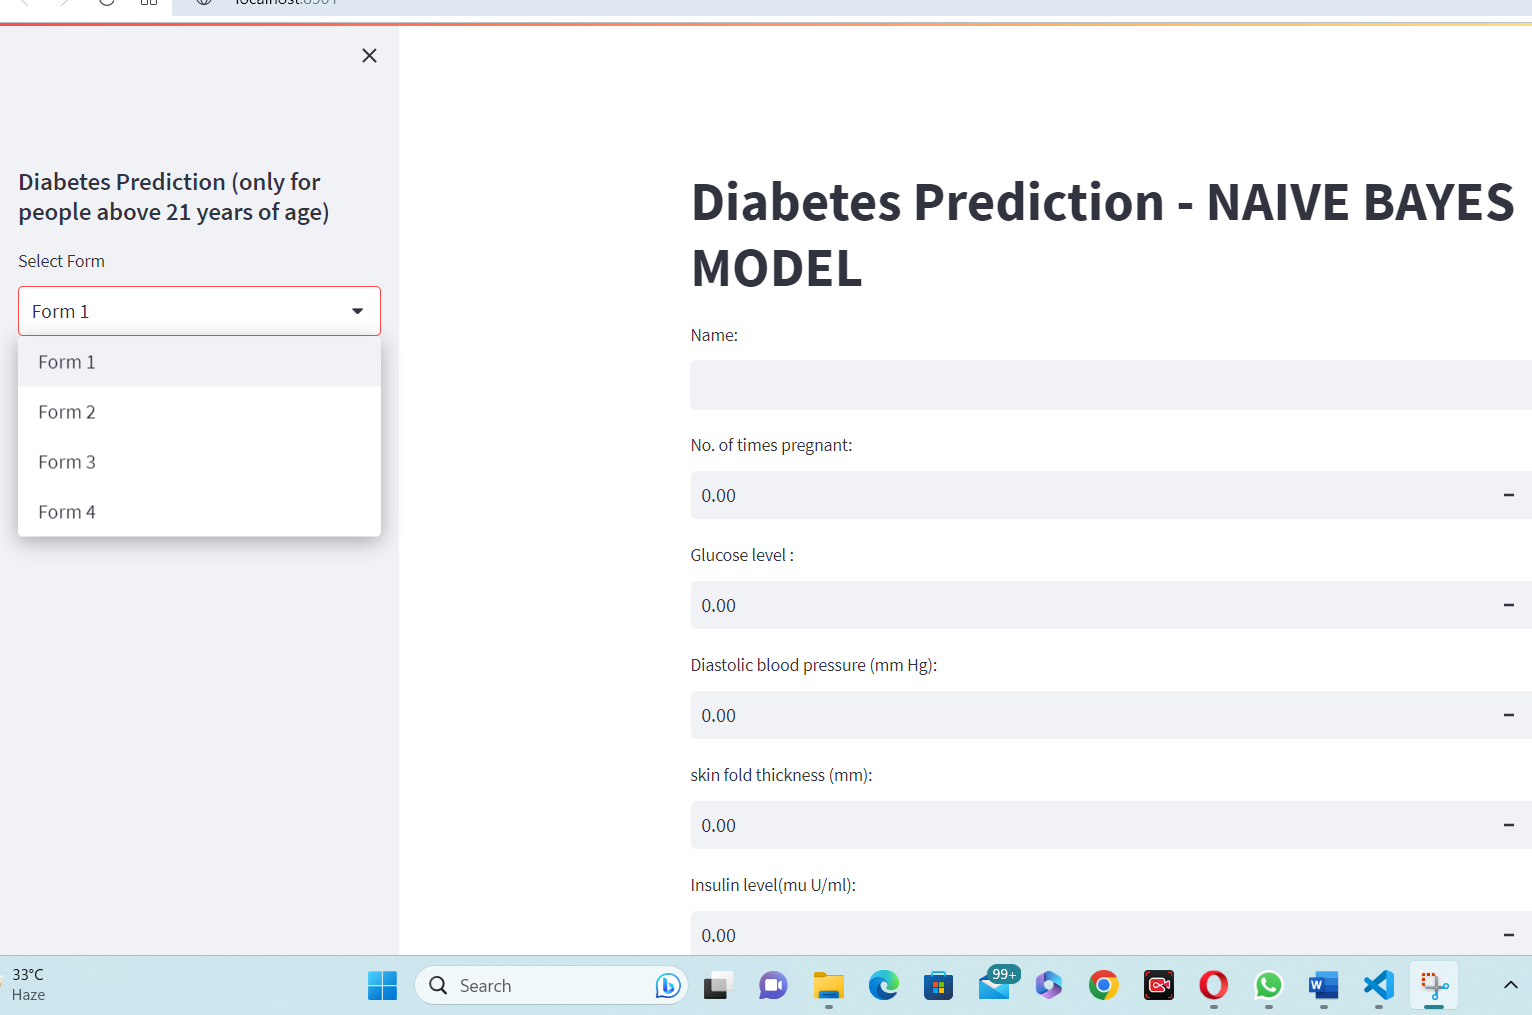 localhost:8501
Diabetes Prediction (only for
people above 21 years of age)
Select Form
Form 1
Form 1
Form 2
Form 3
Form 4
Diabetes Prediction - NAIVE BAYES
MODEL
Name:
No. of times pregnant:
0.00
Glucose level :
0.00
Diastolic blood pressure (mm Hg):
0.00
skin fold thickness (mm):
0.00
Insulin level(mu U/ml):
0.00
33°C
Haze
Search
99+